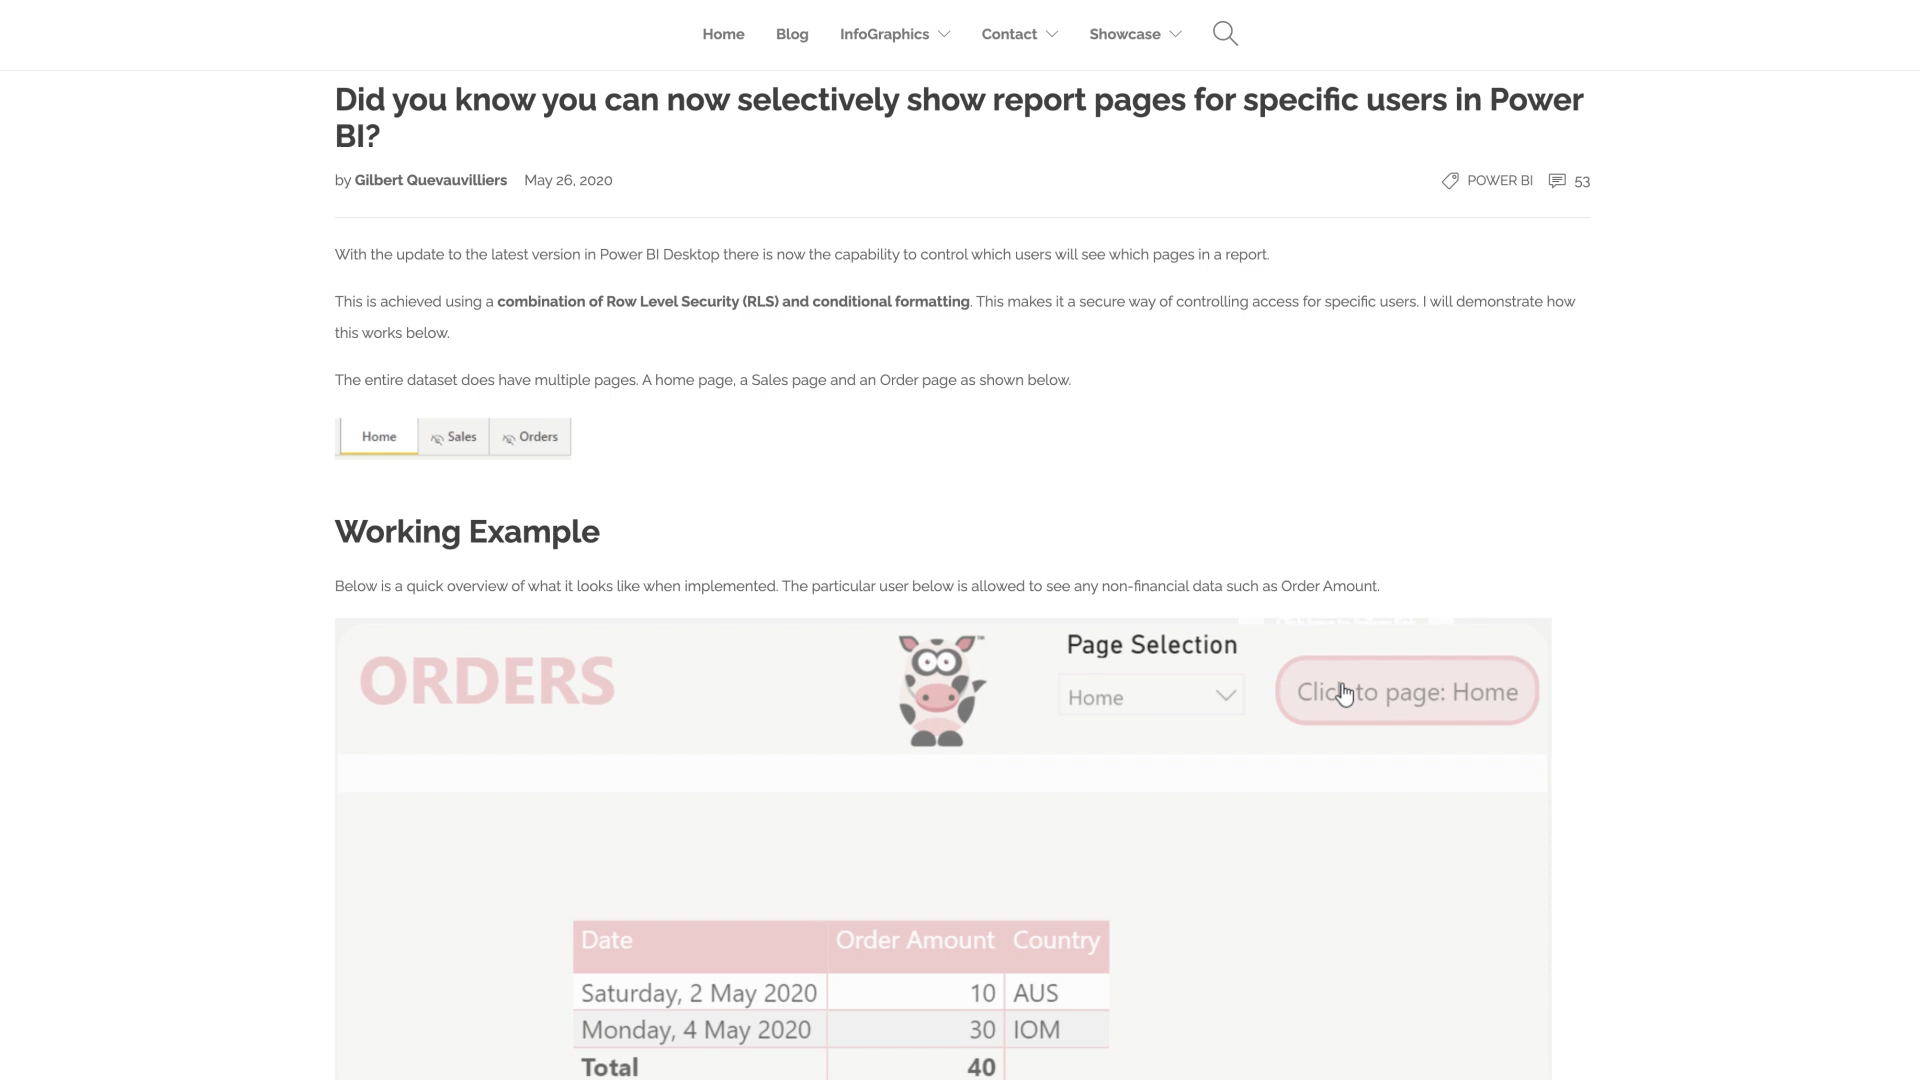 Home Blog InfoGraphics Contact Showcase
Did you know you can now selectively show report pages for specific users in Power
BI?
by Gilbert Quevauvilliers May 26, 2020 POWER BI 53
With the update to the latest version in Power BI Desktop there is now the capability to control which users will see which pages in a report.
This is achieved using a combination of Row Level Security (RLS) and conditional formatting. This makes it a secure way of controlling access for specific users. I will demonstrate how
this works below.
The entire dataset does have multiple pages. A home page, a Sales page and an Order page as shown below.
Home Sales Orders
Working Example
Below is a quick overview of what it looks like when implemented. The particular user below is allowed to see any non-financial data such as Order Amount.
ORDERS
Page Selection
Home
Click to page: Home
Date Order Amount Country
Saturday, 2 May 2020 10 AUS
Monday, 4 May 2020 30 IOM
Total 40